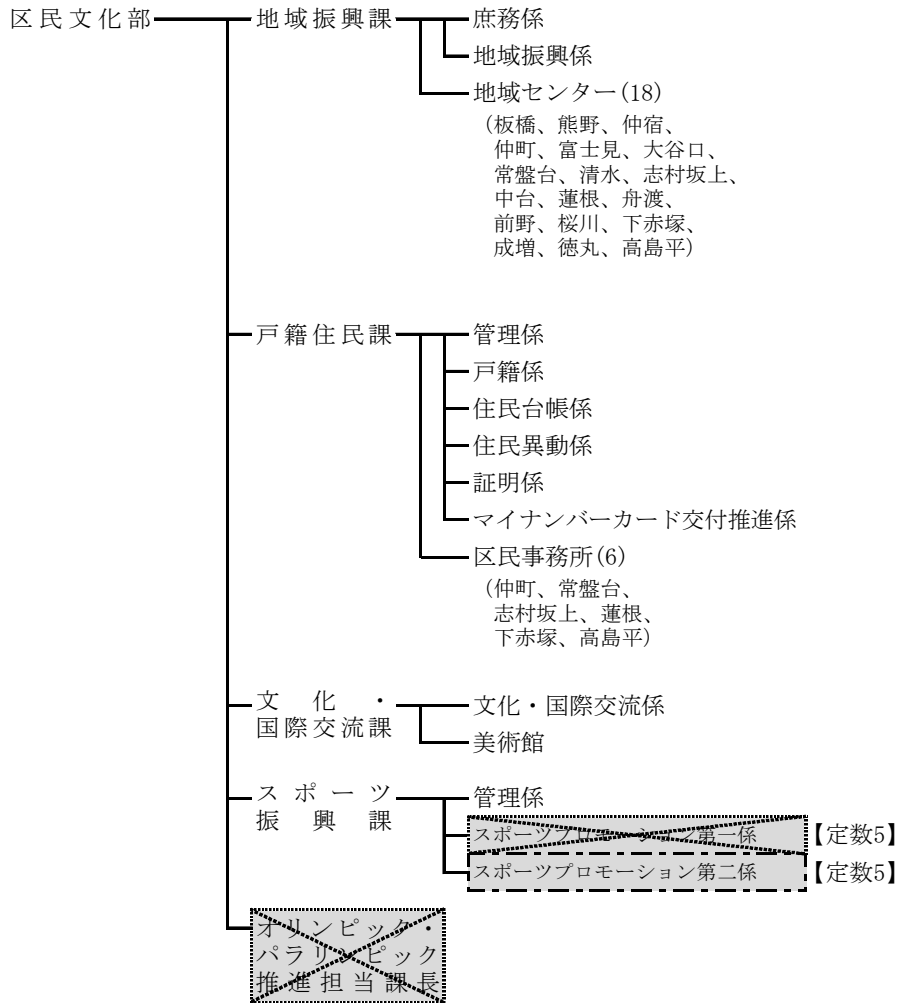 区民文化部
地域振興課
庶務係
地域振興係
地域センター(18)
(板橋、熊野、仲宿、
仲町、富士見、大谷口、
常盤台、清水、志村坂上、
中台、蓮根、舟渡、
前野、桜川、下赤塚、
成増、徳丸、高島平)
戸籍住民課
管理係
戸籍係
住民台帳係
住民異動係
証明係
マイナンバーカード交付推進係
区民事務所(6)
(仲町、常盤台、
志村坂上、蓮根、
下赤塚、高島平)
文化・
国際交流課
文化・国際交流係
美術館
スポーツ
振興課
管理係
スポーツプロモーション第一係【定数5】
スポーツプロモーション第二係【定数5】
オリンピック・
パラリンピック
推進担当課長